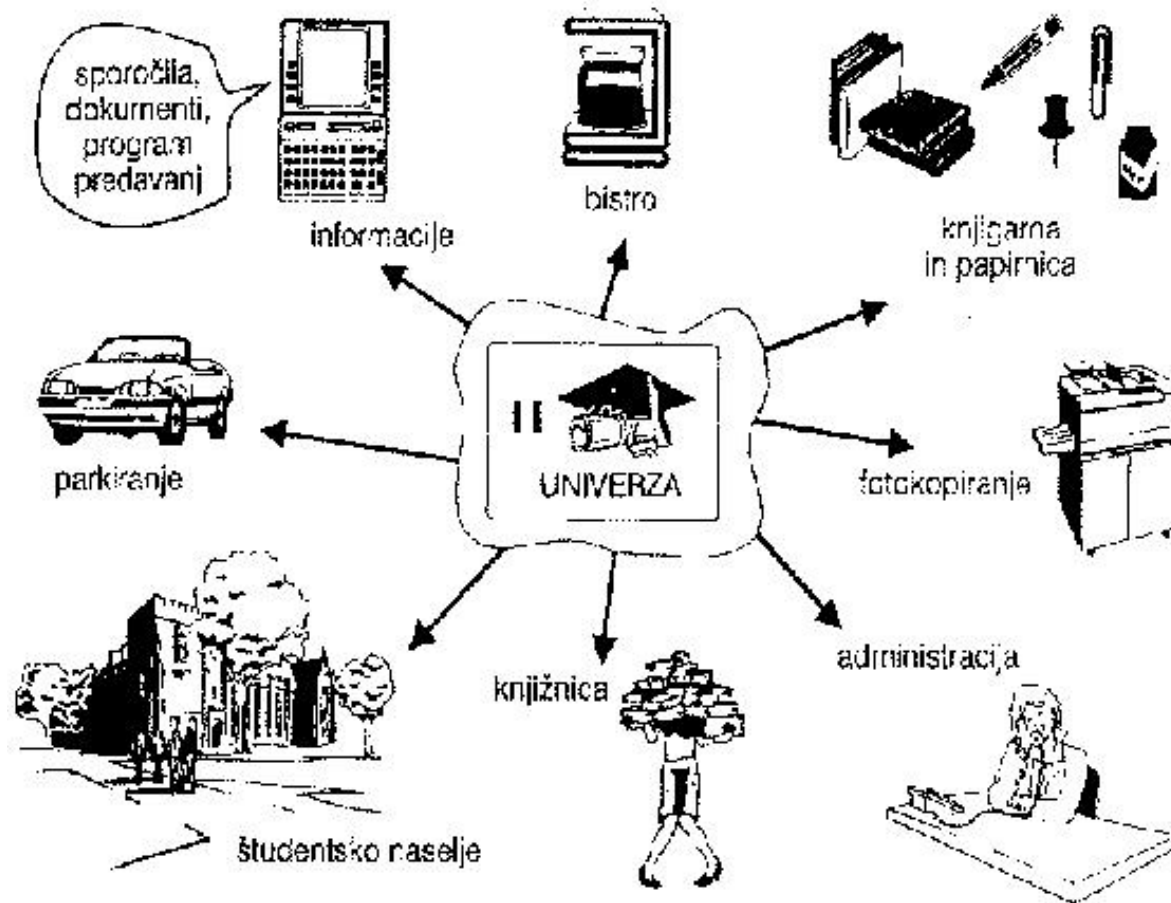 sporočila,
dokumenti,
program
predavanj
informacije
bistro
knjigarna
in papirnica
parkiranje
UNIVERZA
fotokopiranje
študentsko naselje
knjižnica
administracija